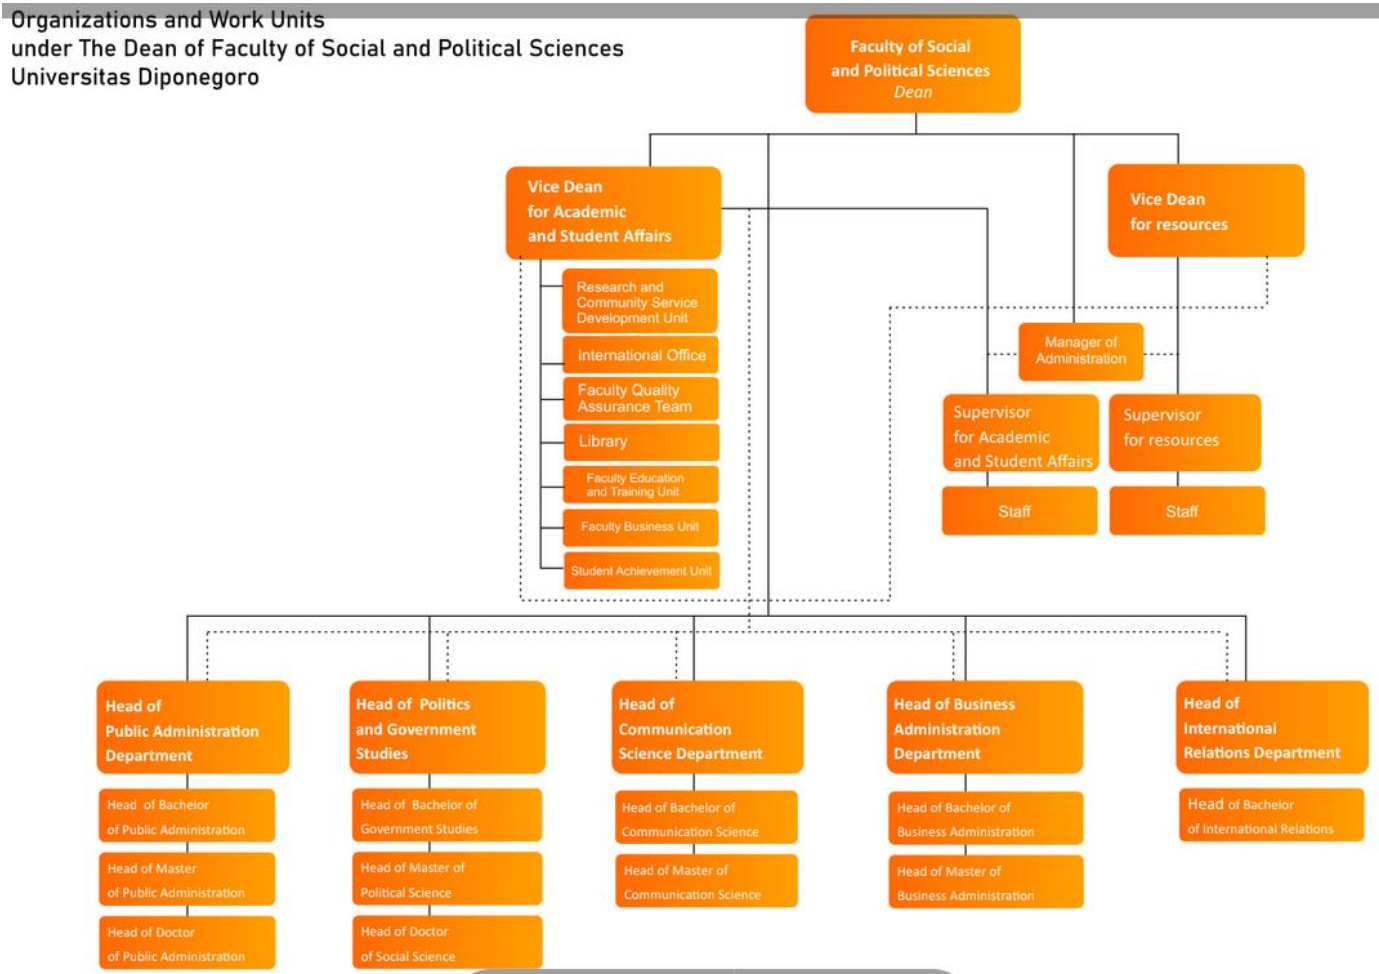 Organizations and Work Units
under The Dean of Faculty of Social and Political Sciences
Universitas Diponegoro
Faculty of Social
and Political Sciences
Dean
Vice Dean
for Academic
and Student Affairs
Vice Dean
for resources
Research and
Community Service
Development Unit
International Office
Faculty Quality
Assurance Team
Library
Faculty Education
and Training Unit
Faculty Business Unit
Student Achievement Unit
Manager of
Administration
Supervisor
for Academic
and Student Affairs
Supervisor
for resources
Staff
Staff
Head of
Public Administration
Department
Head of Politics
and Government
Studies
Head of
Communication
Science Department
Head of Business
Administration
Department
Head of
International
Relations Department
Head of Bachelor
of Public Administration
Head of Master
of Public Administration
Head of Doctor
of Public Administration
Head of Bachelor of
Government Studies
Head of Master of
Political Science
Head of Doctor
of Social Science
Head of Bachelor of
Communication Science
Head of Master of
Communication Science
Head of Bachelor of
Business Administration
Head of Master of
Business Administration
Head of Bachelor
of International Relations